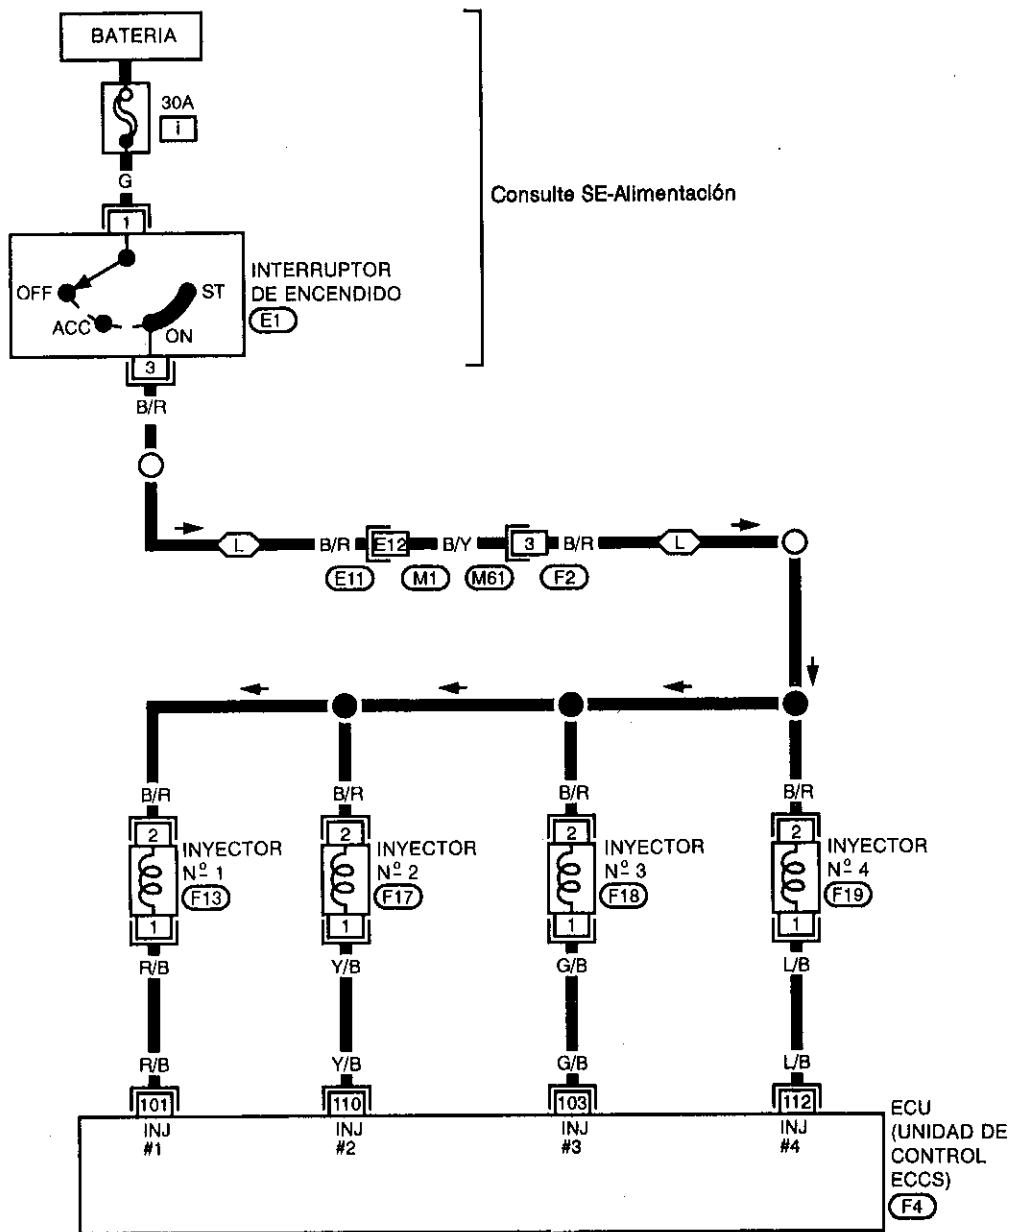 BATERIA
30A
i
G
1
Consulte SE-Alimentación
INTERRUPTOR
DE ENCENDIDO
E1
OFF
ACC
ON
ST
3
B/R
L
B/R
E12
B/Y
3
B/R
L
E11
M1
M61
F2
B/R
B/R
B/R
B/R
2
INYECTOR
Nº 1
F13
1
2
INYECTOR
Nº 2
F17
1
2
INYECTOR
Nº 3
F18
1
2
INYECTOR
Nº 4
F19
1
R/B
Y/B
G/B
L/B
R/B
Y/B
G/B
L/B
101
110
103
112
INJ
#1
INJ
#2
INJ
#3
INJ
#4
ECU
(UNIDAD DE
CONTROL
ECCS)
F4